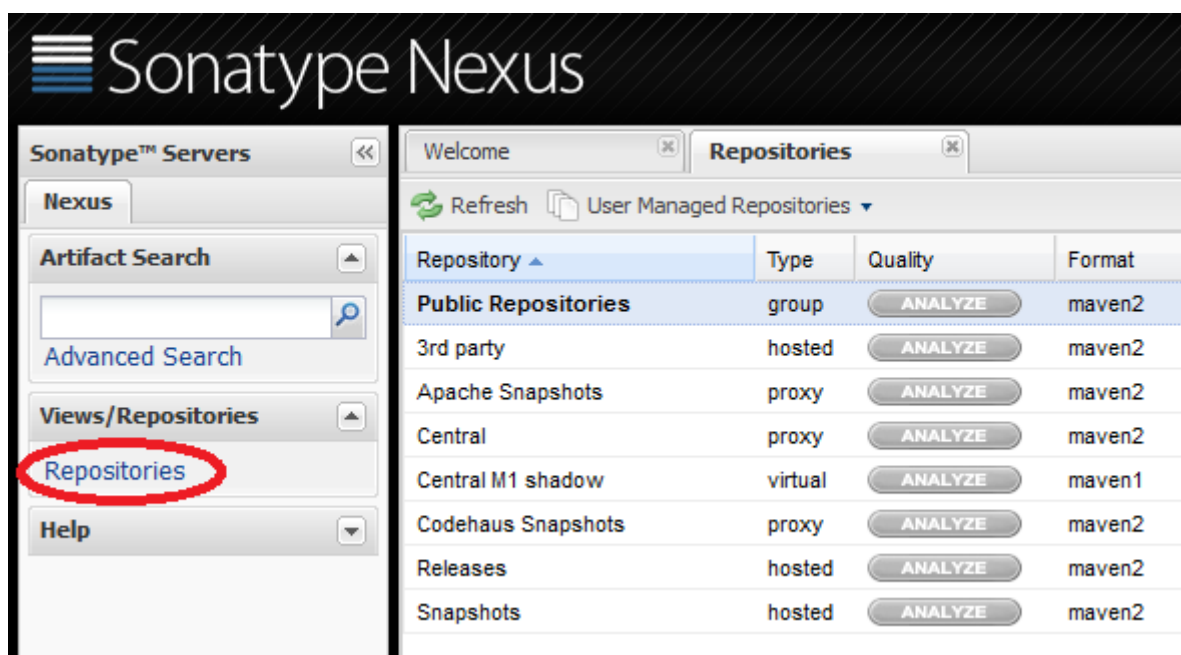 Sonatype Nexus
Sonatype™ Servers
Nexus
Artifact Search
Advanced Search
Views/Repositories
Repositories
Help
Welcome Repositories
Refresh User Managed Repositories
Repository Type Quality Format
Public Repositories group ANALYZE maven2
3rd party hosted ANALYZE maven2
Apache Snapshots proxy ANALYZE maven2
Central proxy ANALYZE maven2
Central M1 shadow virtual ANALYZE maven1
Codehaus Snapshots proxy ANALYZE maven2
Releases hosted ANALYZE maven2
Snapshots hosted ANALYZE maven2